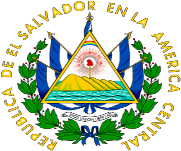 REPUBLICA DE EL SALVADOR EN LA AMERICA CENTRAL